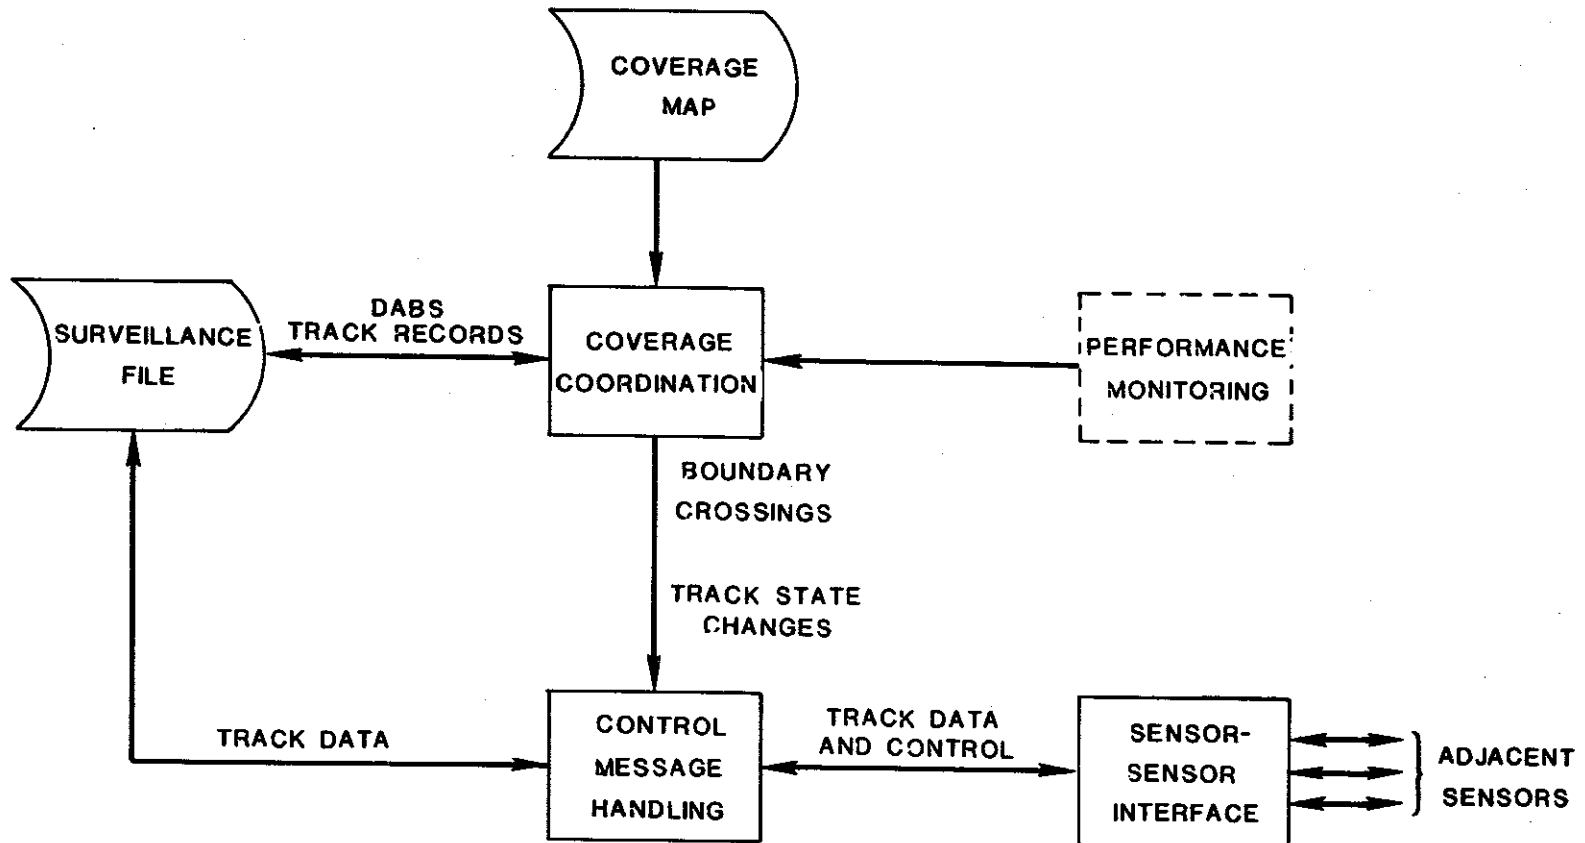 COVERAGE
MAP
DABS
TRACK RECORDS
SURVEILLANCE
FILE
COVERAGE
COORDINATION
PERFORMANCE
MONITORING
BOUNDARY
CROSSINGS
TRACK STATE
CHANGES
TRACK DATA
CONTROL
MESSAGE
HANDLING
TRACK DATA
AND CONTROL
SENSOR-
SENSOR
INTERFACE
ADJACENT
SENSORS